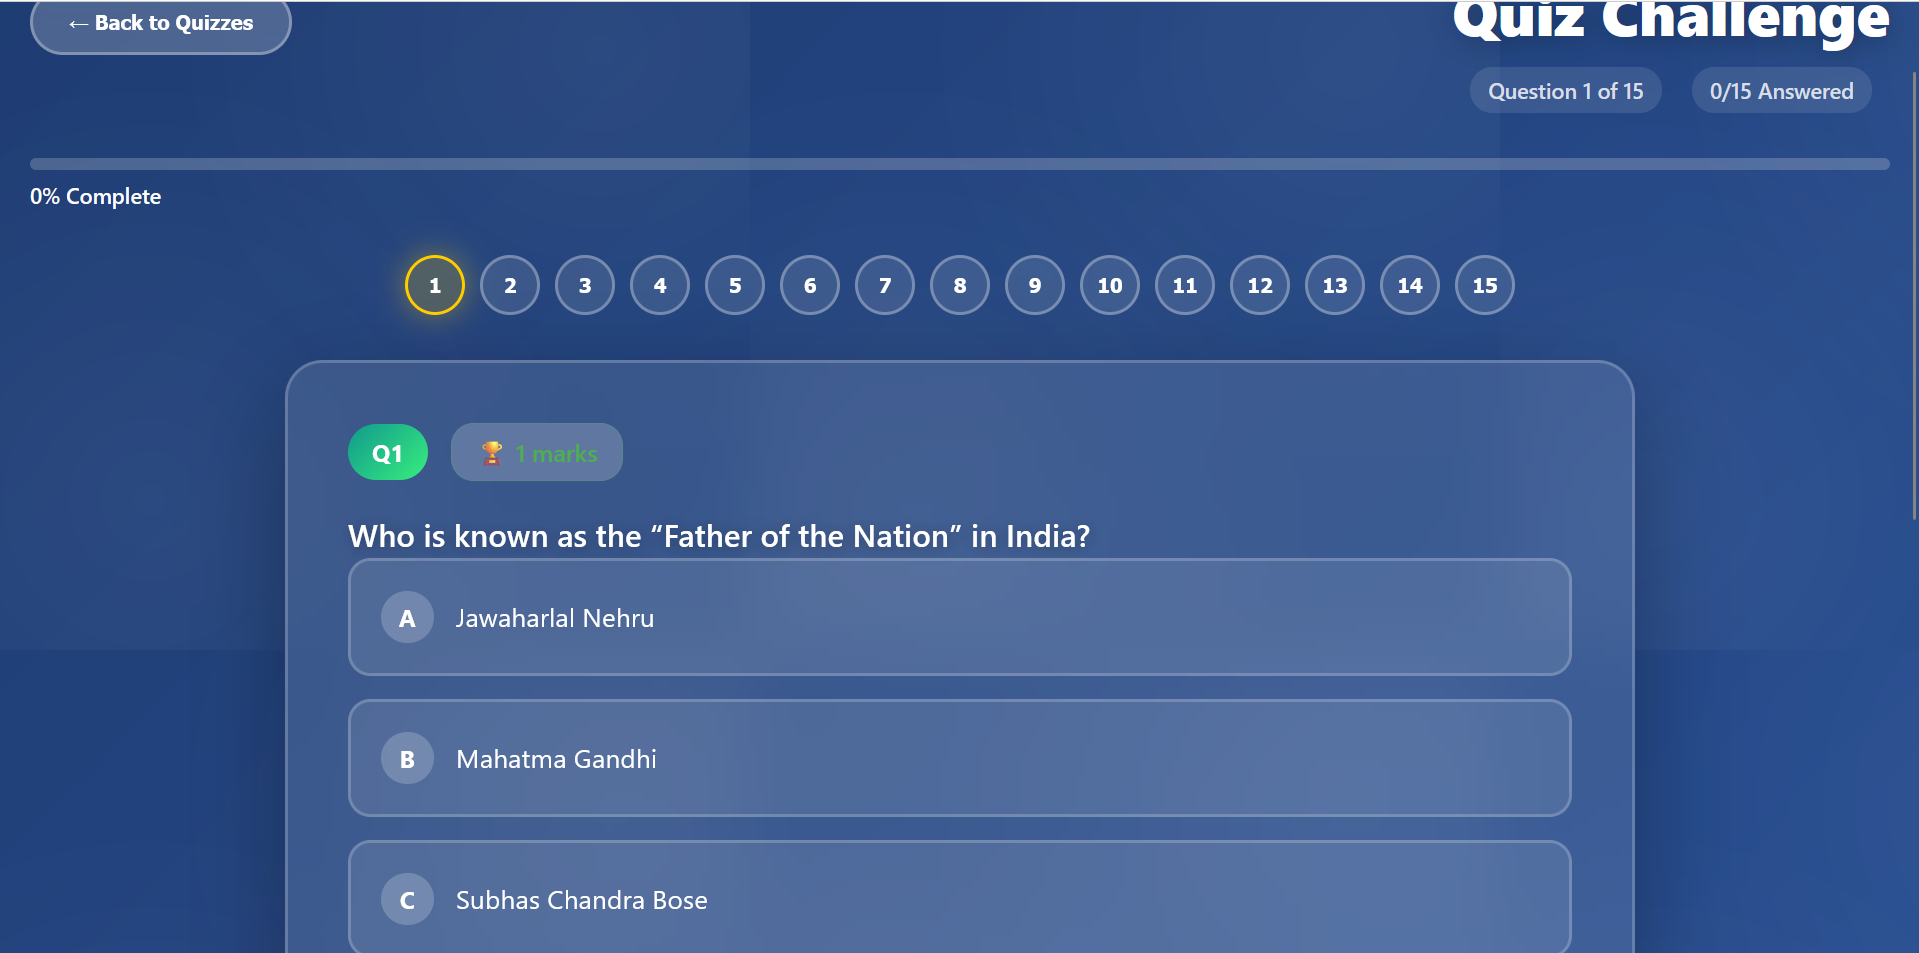 ← Back to Quizzes
Quiz Challenge
Question 1 of 15
0/15 Answered
0% Complete
1 2 3 4 5 6 7 8 9 10 11 12 13 14 15
Q1
🏆 1 marks
Who is known as the “Father of the Nation” in India?
A Jawaharlal Nehru
B Mahatma Gandhi
C Subhas Chandra Bose